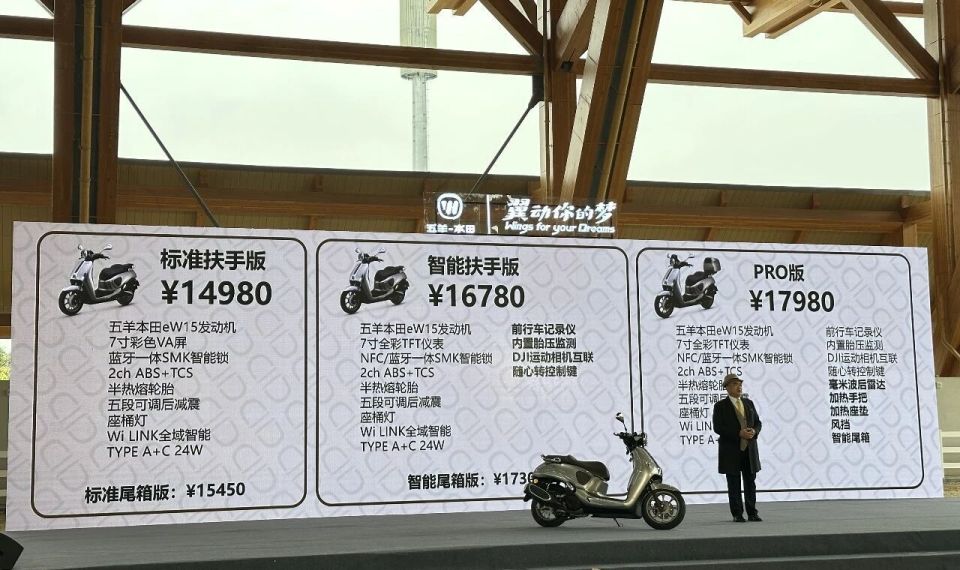 五羊-本田
翼动你的梦
Wings for your Dreams
标准扶手版
¥14980
五羊本田eW15发动机
7寸彩色VA屏
蓝牙一体SMK智能锁
2ch ABS+TCS
半热熔轮胎
五段可调后减震
座桶灯
Wi LINK全域智能
TYPE A+C 24W
标准尾箱版：¥15450
智能扶手版
¥16780
五羊本田eW15发动机
7寸全彩TFT仪表
NFC/蓝牙一体SMK智能锁
2ch ABS+TCS
半热熔轮胎
五段可调后减震
座桶灯
Wi LINK全域智能
TYPE A+C 24W
前行车记录仪
内置胎压监测
DJI运动相机互联
随心转控制键
智能尾箱版：¥173
PRO版
¥17980
五羊本田eW15发动机
7寸全彩TFT仪表
NFC/蓝牙一体SMK智能锁
2ch ABS+TCS
半热熔轮胎
五段可调后减
座桶灯
Wi LIN
TYPE A+
前行车记录仪
内置胎压监测
DJI运动相机互联
随心转控制键
毫米波后雷达
加热手把
加热座垫
风挡
智能尾箱